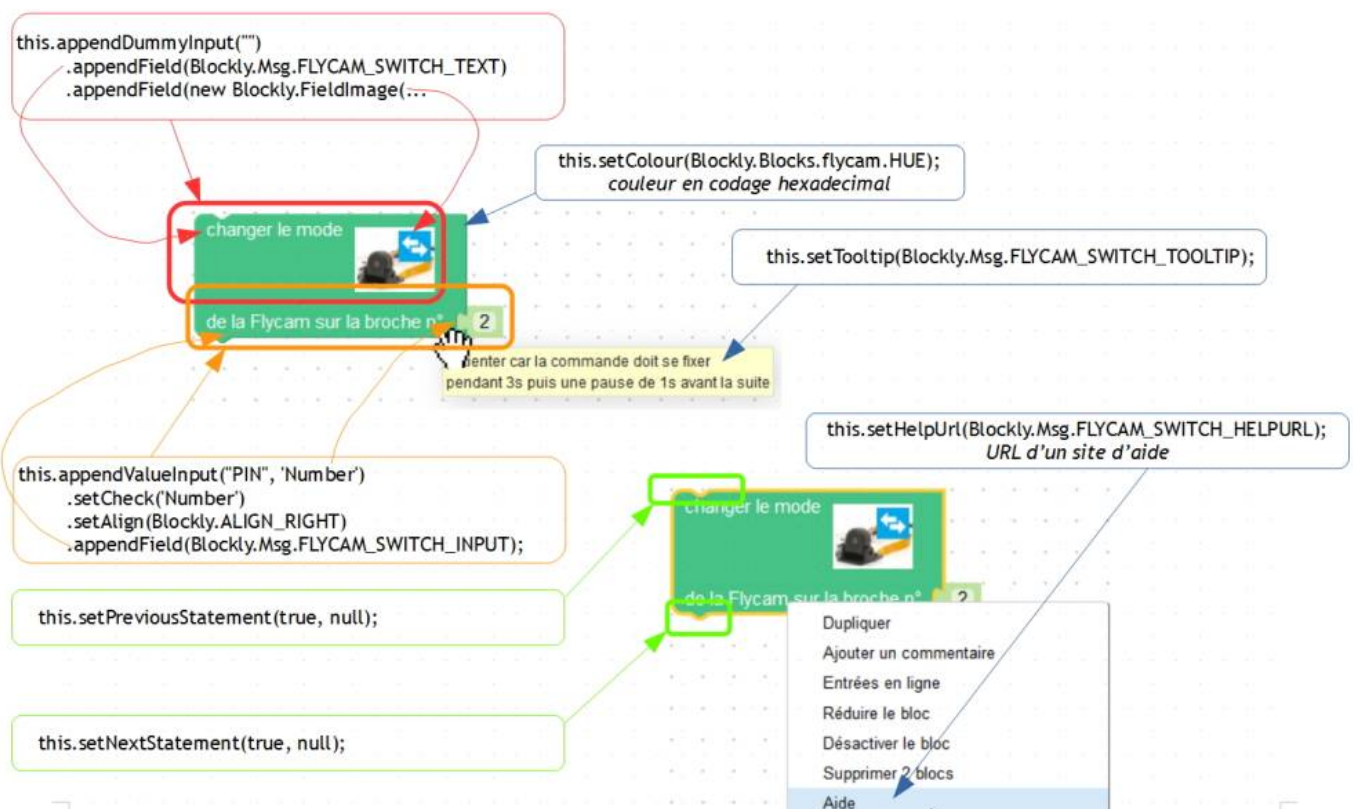 this.appendDummyInput("")
.appendField(Blockly.Msg.FLYCAM_SWITCH_TEXT)
.appendField(new Blockly.FieldImage(...
this.setColour(Blockly.Blocks.flycam.HUE);
couleur en codage hexadecimal
changer le mode
this.setTooltip(Blockly.Msg.FLYCAM_SWITCH_TOOLTIP);
de la Flycam sur la broche n° 2
car la commande doit se fixer
pendant 3s puis une pause de 1s avant la suite
this.setHelpUrl(Blockly.Msg.FLYCAM_SWITCH_HELPURL);
URL d'un site d'aide
this.appendValueInput("PIN", 'Number')
.setCheck('Number')
.setAlign(Blockly.ALIGN_RIGHT)
.appendField(Blockly.Msg.FLYCAM_SWITCH_INPUT);
changer le mode
de la Flycam sur la broche n° 2
this.setPreviousStatement(true, null);
Dupliquer
Ajouter un commentaire
Entrées en ligne
Réduire le bloc
Désactiver le bloc
Supprimer 2 blocs
Aide
this.setNextStatement(true, null);